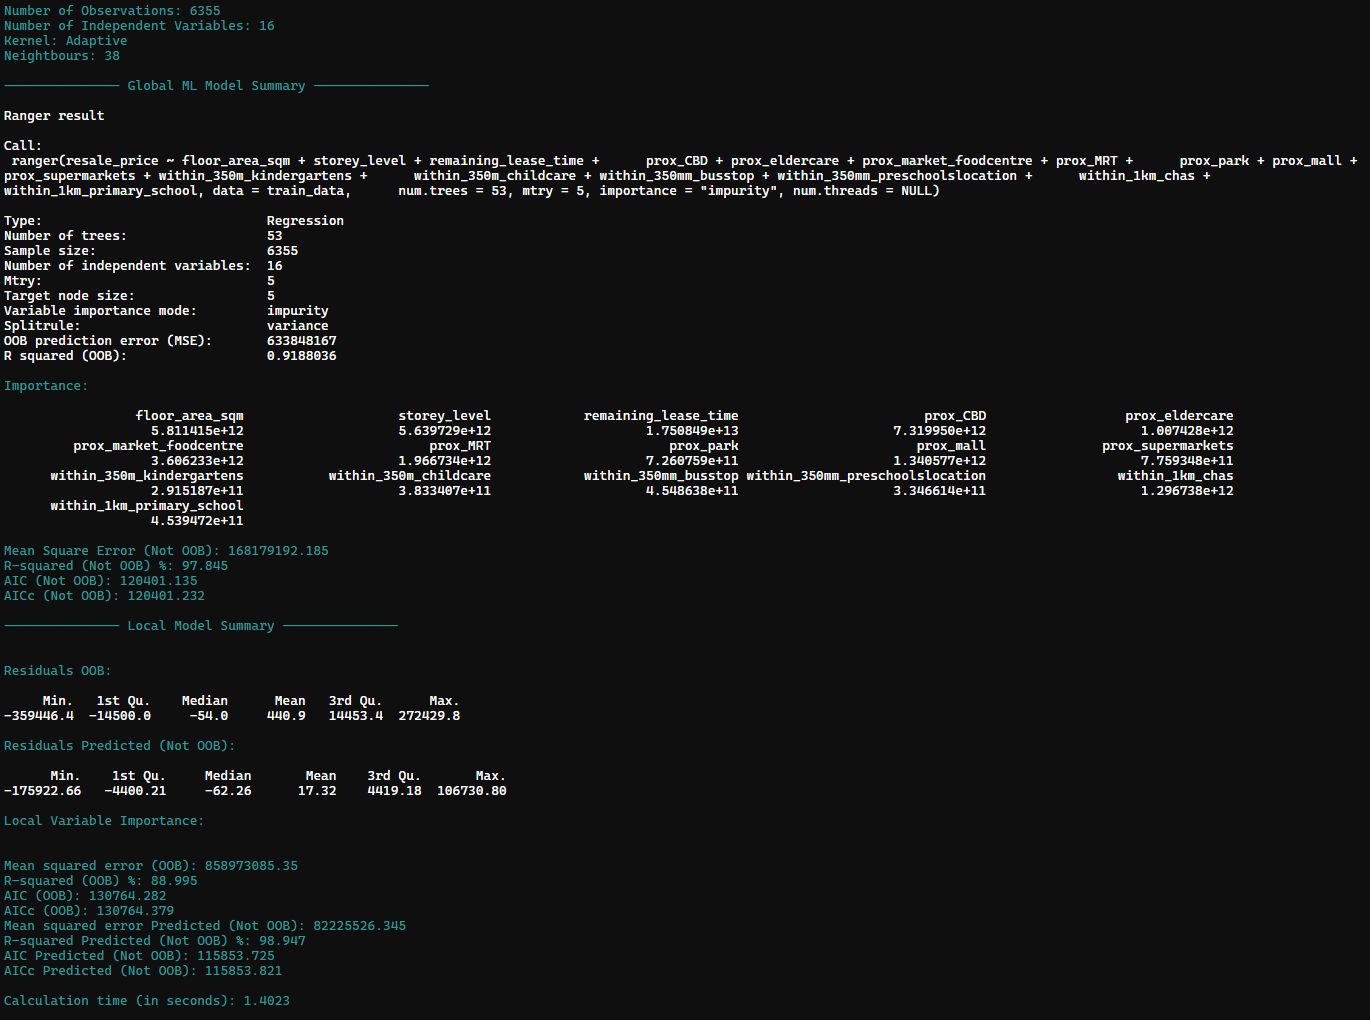 Number of Observations: 6355
Number of Independent Variables: 16
Kernel: Adaptive
Neightbours: 38
─────────────── Global ML Model Summary ───────────────
Ranger result
Call:
ranger(resale_price ~ floor_area_sqm + storey_level + remaining_lease_time +      prox_CBD + prox_eldercare + prox_market_foodcentre + prox_MRT +      prox_park + prox_mall +
prox_supermarkets + within_350m_kindergartens +      within_350m_childcare + within_350mm_busstop + within_350mm_preschoolslocation +      within_1km_chas +
within_1km_primary_school, data = train_data,      num.trees = 53, mtry = 5, importance = "impurity", num.threads = NULL)
Type:                             Regression
Number of trees:                  53
Sample size:                      6355
Number of independent variables:  16
Mtry:                             5
Target node size:                 5
Variable importance mode:         impurity
Splitrule:                        variance
OOB prediction error (MSE):       633848167
R squared (OOB):                  0.9188036
Importance:
floor_area_sqm storey_level remaining_lease_time prox_CBD prox_eldercare
5.811415e+12 5.639729e+12 1.750849e+13 7.319950e+12 1.007428e+12
prox_market_foodcentre prox_MRT prox_park prox_mall prox_supermarkets
3.606233e+12 1.966734e+12 7.260759e+11 1.340577e+12 7.759348e+11
within_350m_kindergartens within_350m_childcare within_350mm_busstop within_350mm_preschoolslocation within_1km_chas
2.915187e+11 3.833407e+11 4.548638e+11 3.346614e+11 1.296738e+12
within_1km_primary_school
4.539472e+11
Mean Square Error (Not OOB): 168179192.185
R-squared (Not OOB) %: 97.845
AIC (Not OOB): 120401.135
AICc (Not OOB): 120401.232
─────────────── Local Model Summary ───────────────
Residuals OOB:
Min. 1st Qu. Median Mean 3rd Qu. Max.
-359446.4 -14500.0 -54.0 440.9 14453.4 272429.8
Residuals Predicted (Not OOB):
Min. 1st Qu. Median Mean 3rd Qu. Max.
-175922.66 -4400.21 -62.26 17.32 4419.18 106730.80
Local Variable Importance:
Mean squared error (OOB): 858973085.35
R-squared (OOB) %: 88.995
AIC (OOB): 130764.282
AICc (OOB): 130764.379
Mean squared error Predicted (Not OOB): 82225526.345
R-squared Predicted (Not OOB) %: 98.947
AIC Predicted (Not OOB): 115853.725
AICc Predicted (Not OOB): 115853.821
Calculation time (in seconds): 1.4023